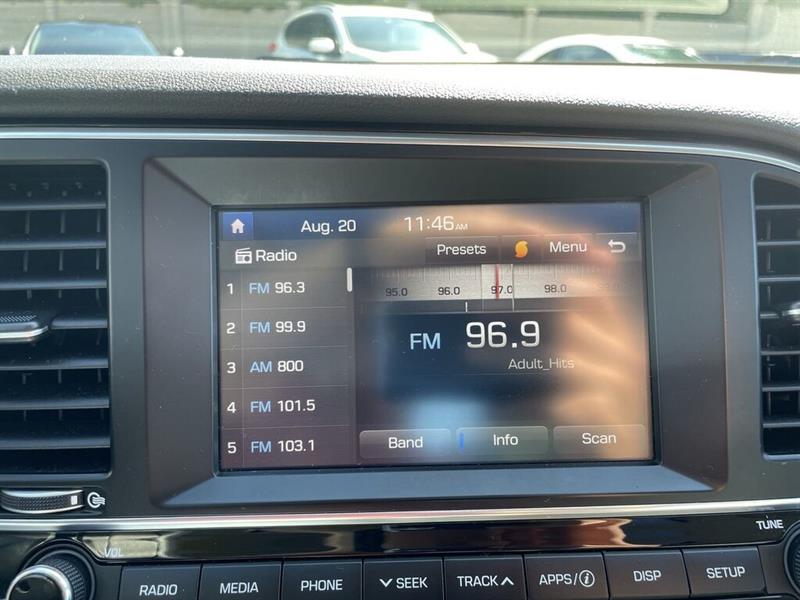 Aug. 20 11:46AM
Radio Presets Menu
95.0 96.0 97.0 98.0
1 FM 96.3
2 FM 99.9
3 AM 800
4 FM 101.5
5 FM 103.1
FM 96.9
Adult_Hits
Band Info Scan
VOL TUNE
RADIO MEDIA PHONE SEEK TRACK APPS/i DISP SETUP